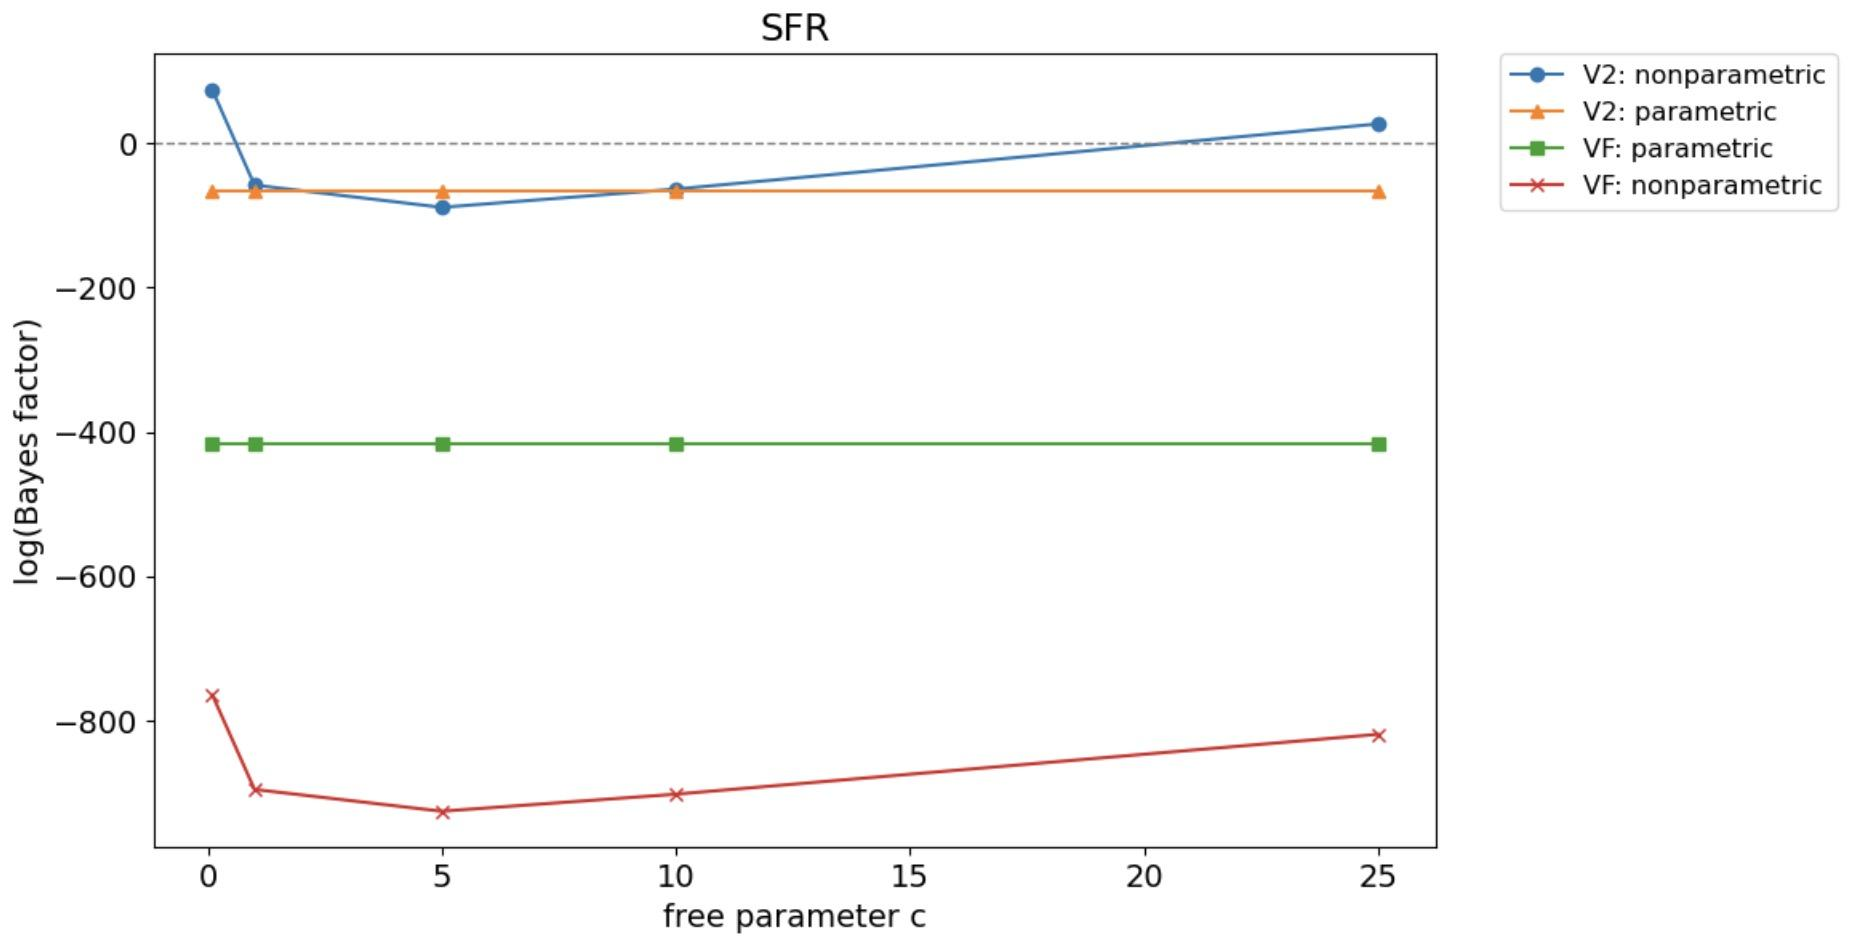 SFR
V2: nonparametric
V2: parametric
VF: parametric
VF: nonparametric
0
−200
−400
−600
−800
log(Bayes factor)
0 5 10 15 20 25
free parameter c